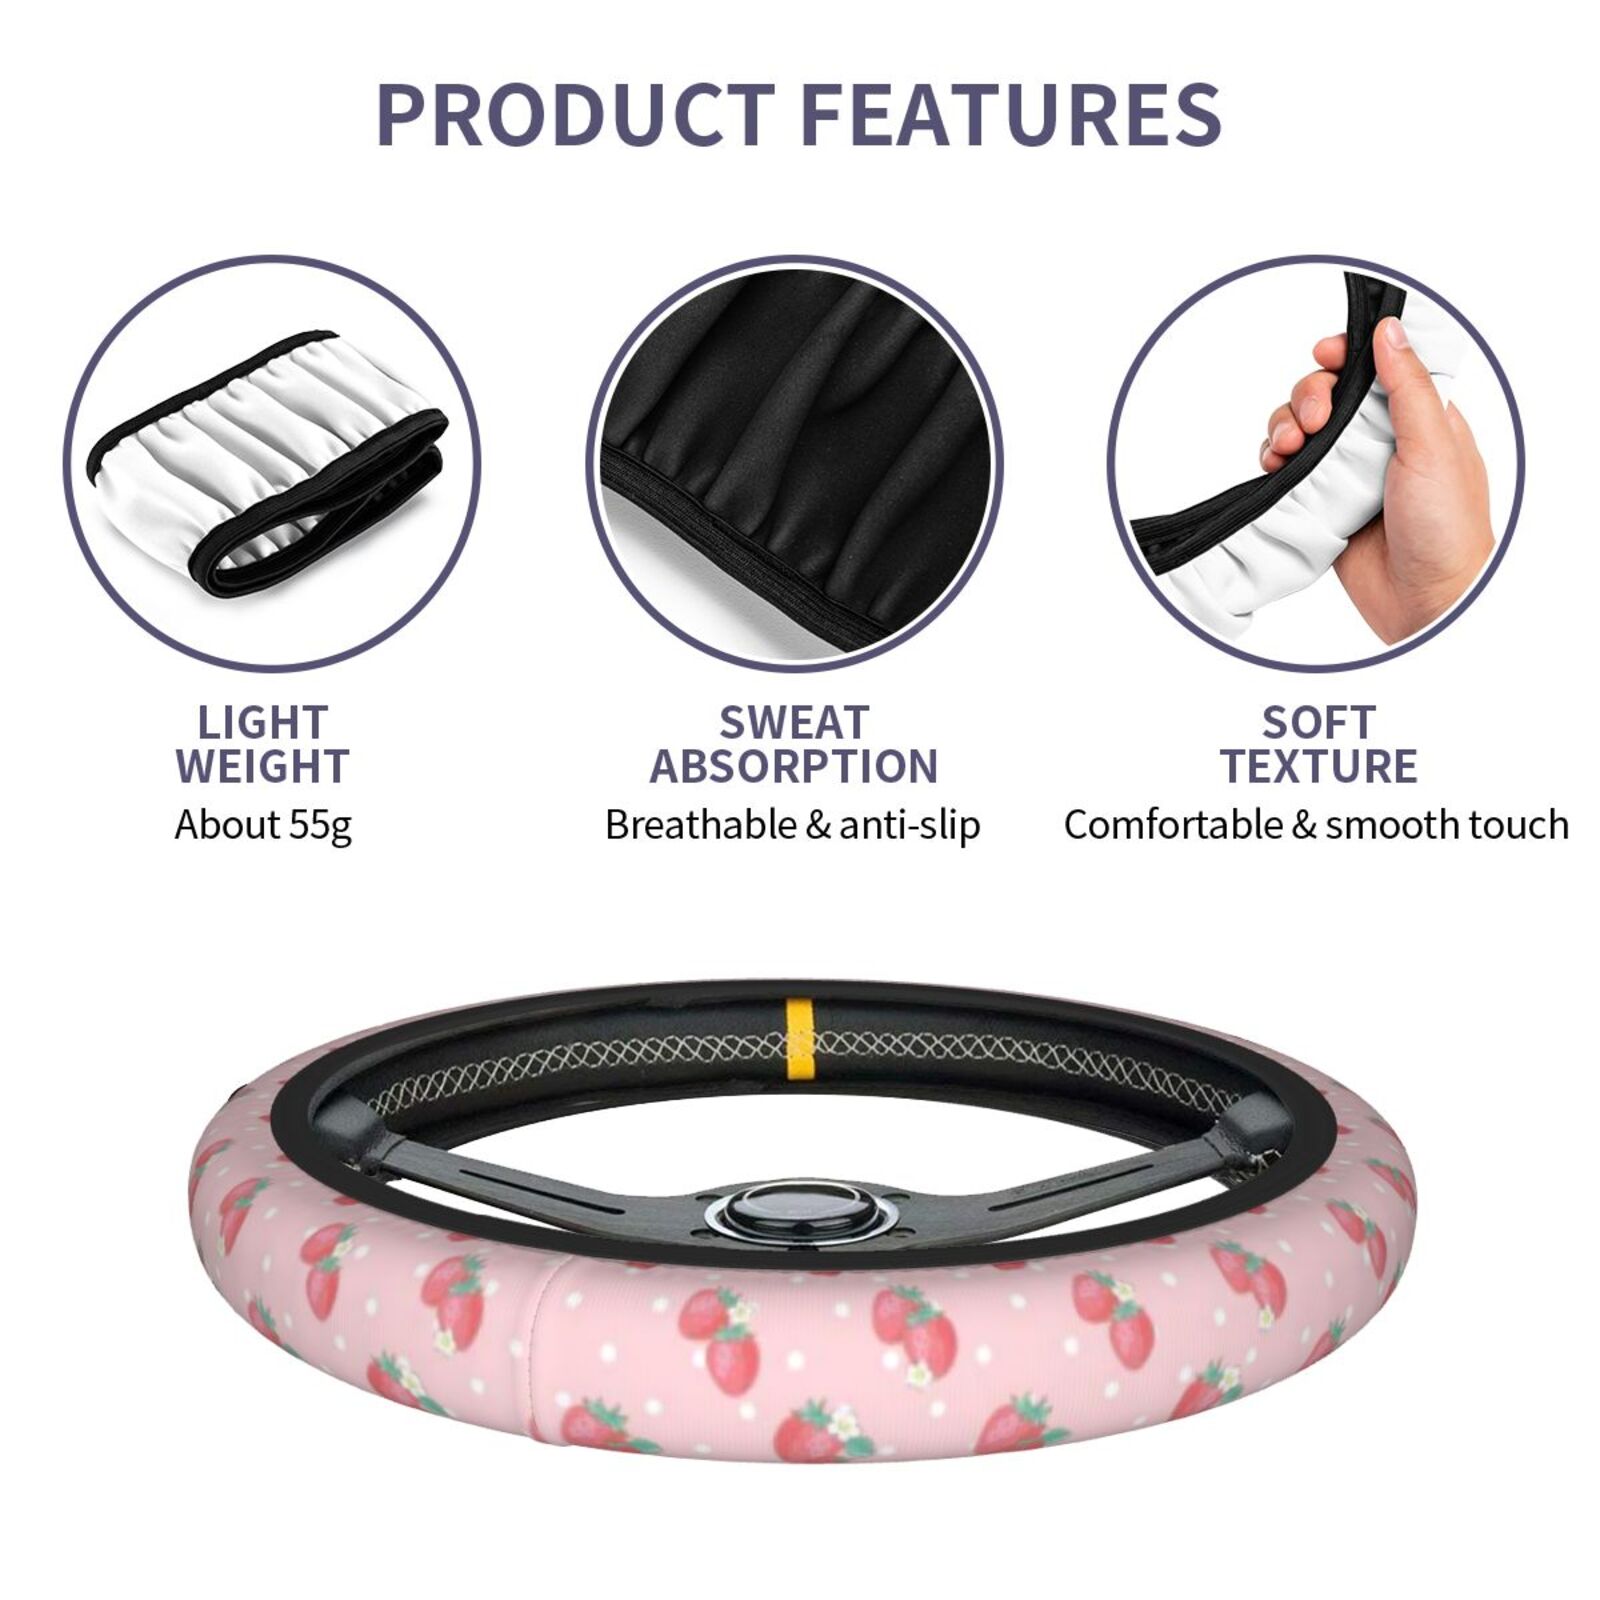 PRODUCT FEATURES
LIGHT
WEIGHT
About 55g
SWEAT
ABSORPTION
Breathable & anti-slip
SOFT
TEXTURE
Comfortable & smooth touch